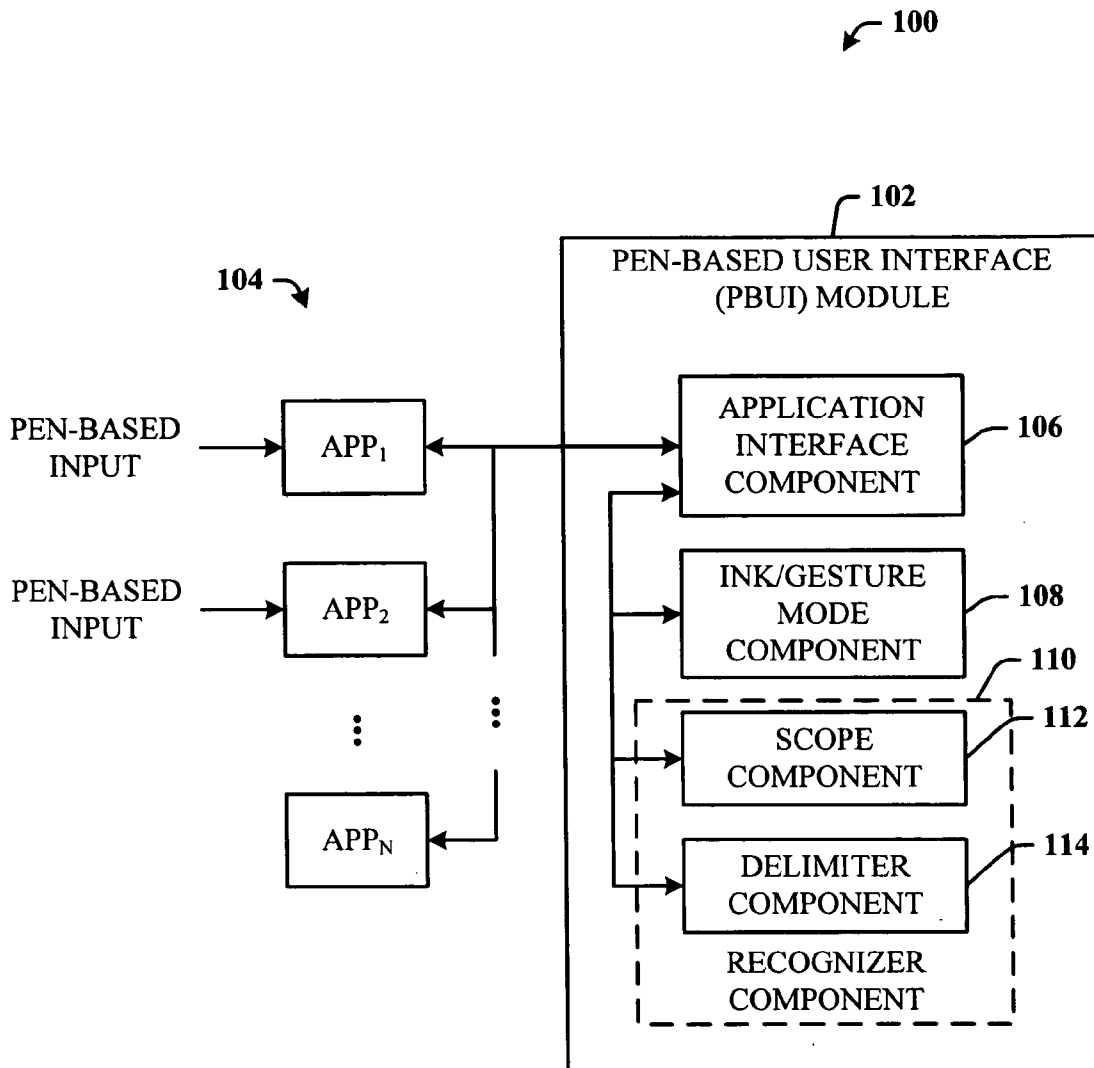 100
102
PEN-BASED USER INTERFACE
(PBUI) MODULE
104
PEN-BASED
INPUT
APP1
APPLICATION
INTERFACE
COMPONENT
106
PEN-BASED
INPUT
APP2
INK/GESTURE
MODE
COMPONENT
108
110
SCOPE
COMPONENT
112
APPN
DELIMITER
COMPONENT
114
RECOGNIZER
COMPONENT